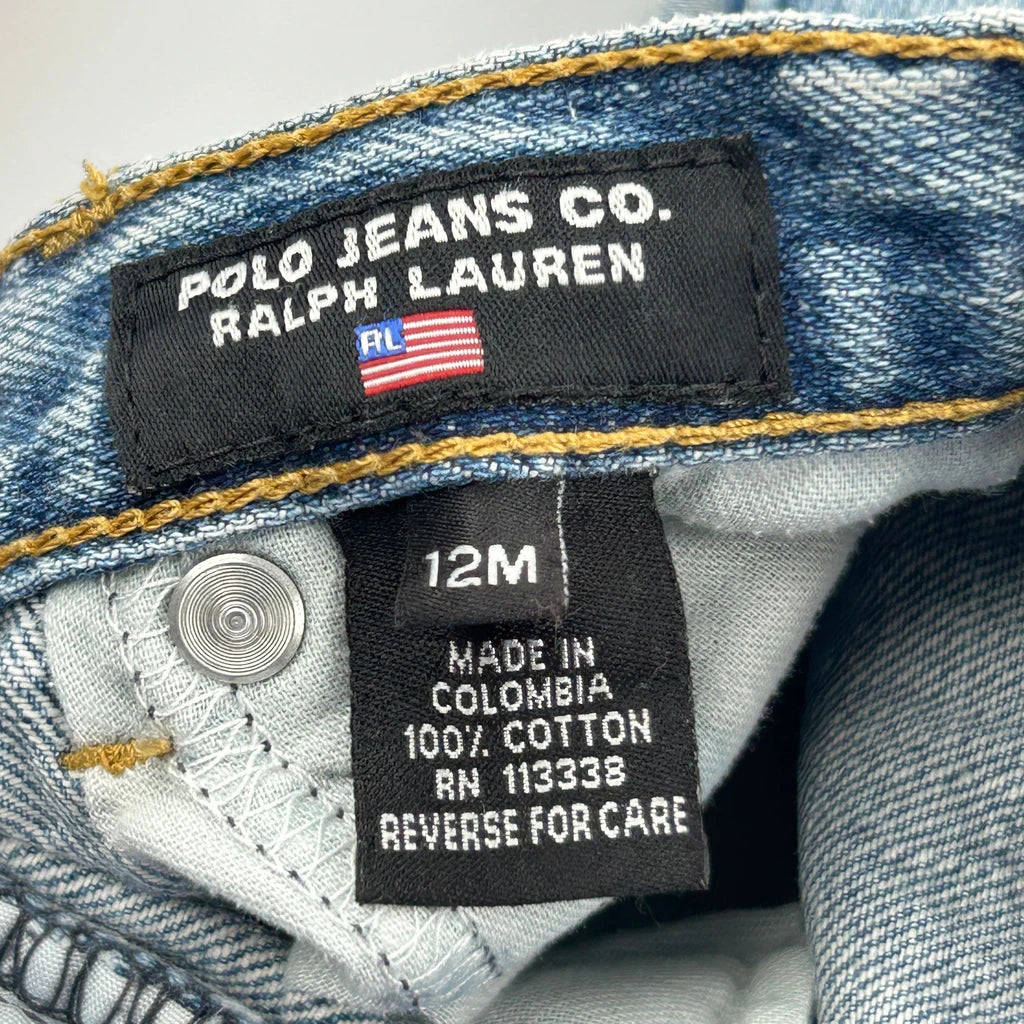 POLO JEANS CO.
RALPH LAUREN
RL
12M
MADE IN
COLOMBIA
100% COTTON
RN 113338
REVERSE FOR CARE